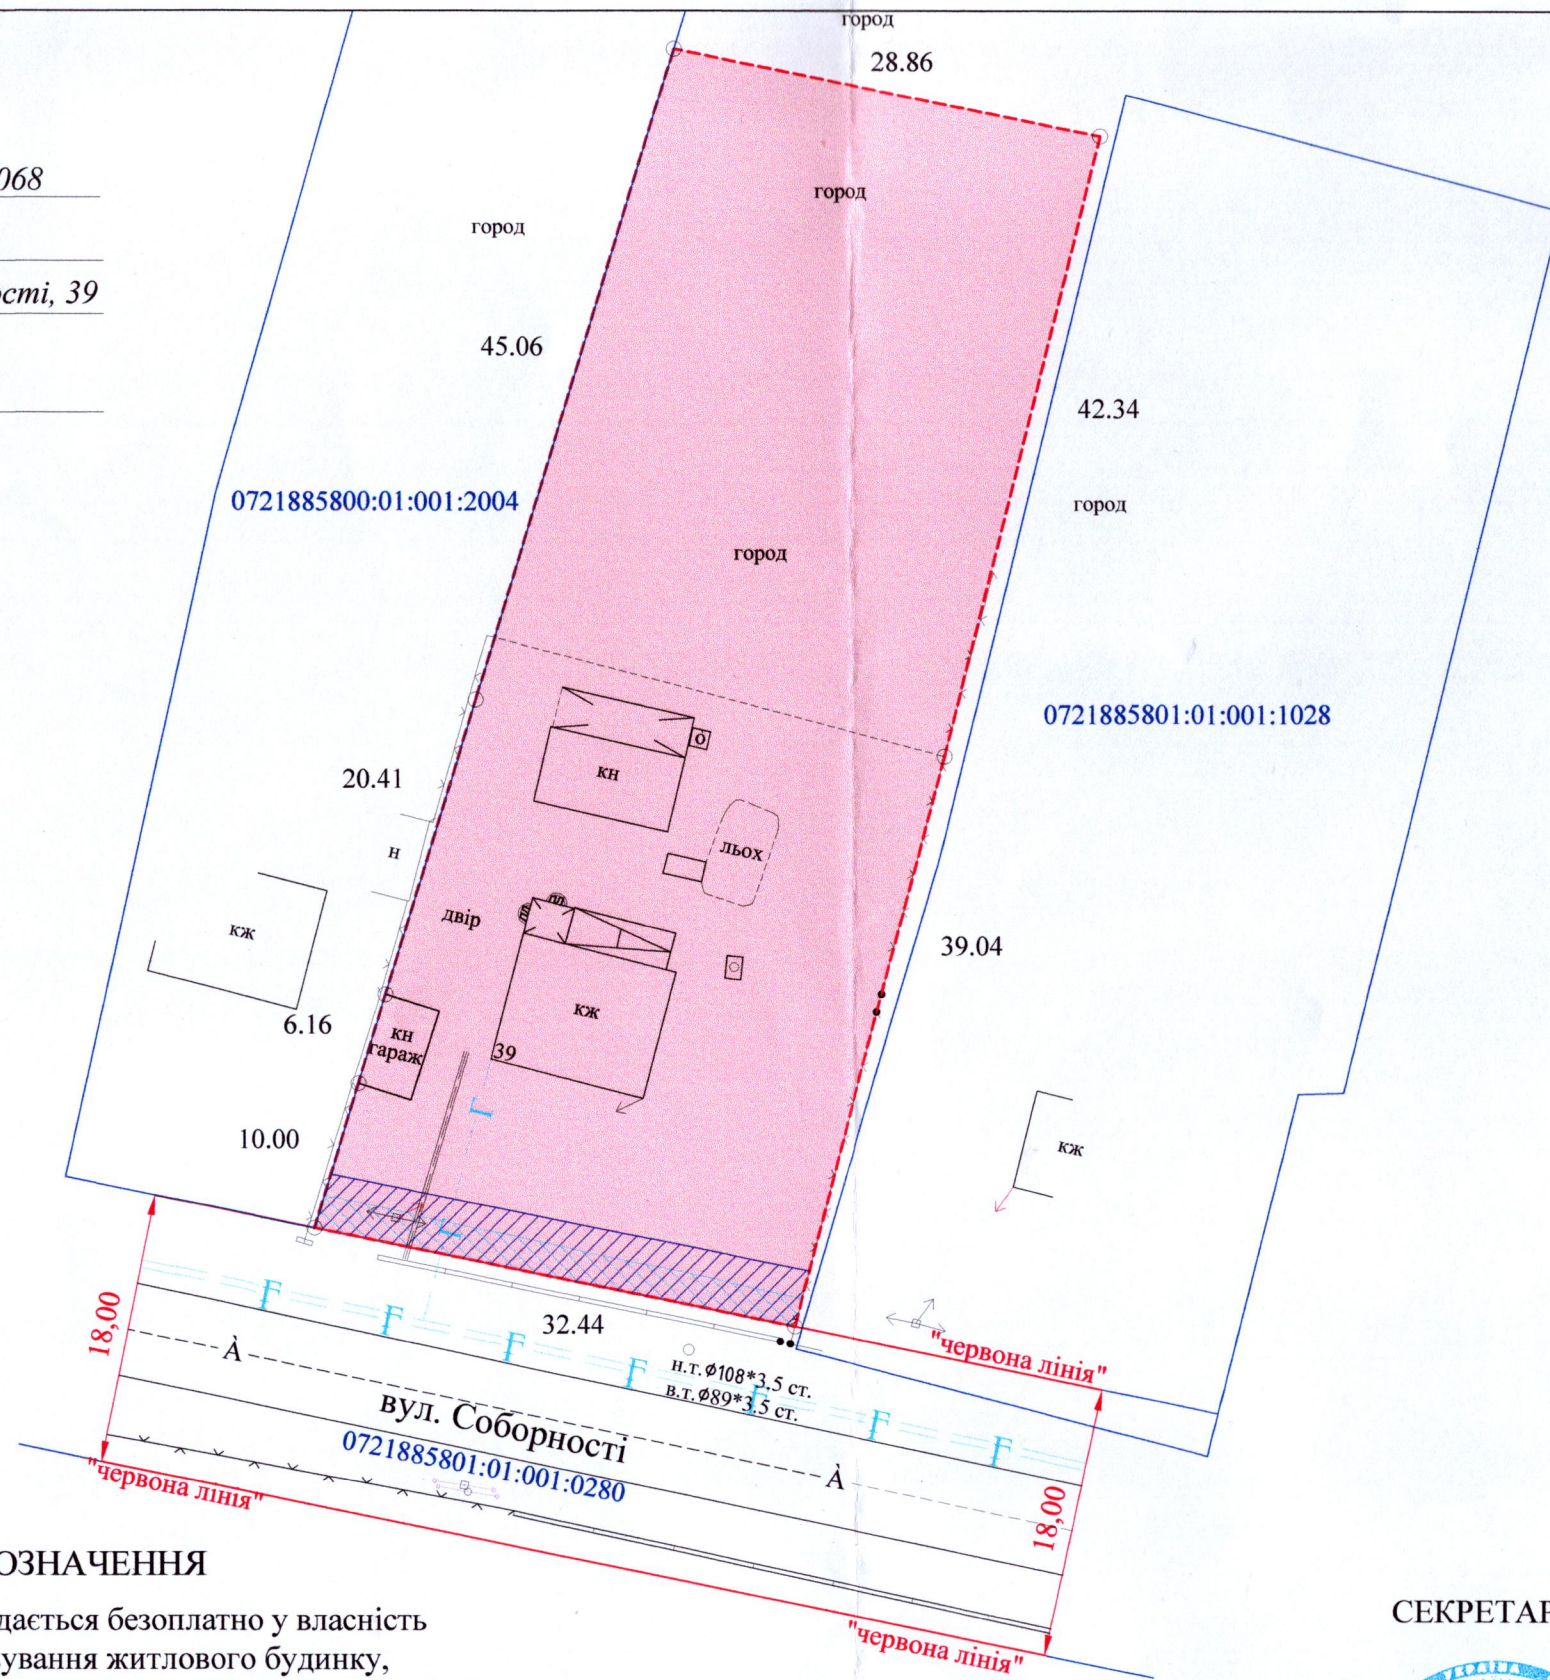 город
28.86
068
город
город
ості, 39
45.06
42.34
0721885800:01:001:2004
город
город
0721885801:01:001:1028
О
кн
20.41
льох
н
двір
кж
39.04
кж
6.16
кн
гараж
39
Г
10.00
кж
Г
18,00
32.44
"червона лінія"
À
н.т.ϕ108*3.5 ст.
в.т.ϕ89*3.5 ст.
вул. Соборності
0721885801:01:001:0280
À
"червона лінія"
18,00
ОЗНАЧЕННЯ
дається безоплатно у власність
СЕКРЕТАР
"червона лінія"
ування житлового будинку,